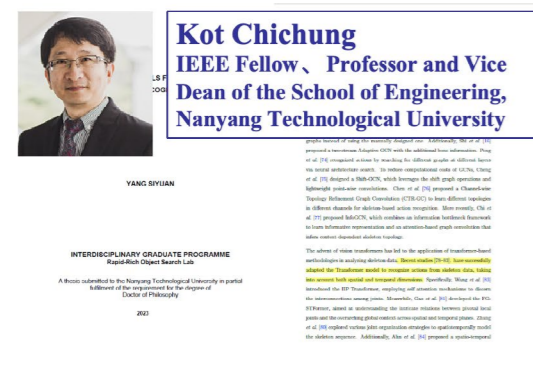 Kot Chichung
IEEE Fellow、 Professor and Vice
Dean of the School of Engineering,
Nanyang Technological University
LS F
COG
YANG SIYUAN
INTERDISCIPLINARY GRADUATE PROGRAMME
Rapid-Rich Object Search Lab
A thesis submitted to the Nanyang Technological University in partial
fulfilment of the requirement for the degree of
Doctor of Philosophy
2023
graphs instead of using the manually designed one. Additionally, Shi et al. [16]
proposed a two-stream Adaptive GCN with the additional bone information. Peng
et al. [74] recognized actions by searching for different graphs at different layers
via neural architecture search. To reduce computational costs of GCNs, Cheng
et al. [75] designed a Shift-GCN, which leverages the shift graph operations and
lightweight point-wise convolutions. Chen et al. [76] proposed a Channel-wise
Topology Refinement Graph Convolution (CTR-GC) to learn different topologies
in different channels for skeleton-based action recognition. More recently, Chi et
al. [77] proposed InfoGCN, which combines an information bottleneck framework
to learn informative representation and an attention-based graph convolution that
infers context-dependent skeleton topology.
The advent of vision transformers has led to the application of transformer-based
methodologies in analyzing skeleton data. Recent studies have successfully
adapted the Transformer model to recognize actions from skeleton data, taking
into account both spatial and temporal dimensions. Specifically, Wang et al.
introduced the Transformer, employing self-attention mechanisms to discern
the interconnections among joints. Meanwhile, Gao et al. developed the FG-
STFormer, aimed at understanding the intricate relations between pivotal local
joints and the overarching global context across spatial and temporal planes. Zhang
et al. explored various joint organization strategies to spatiotemporally model
the skeleton sequence. Additionally, Ahn et al. proposed a spatio-temporal